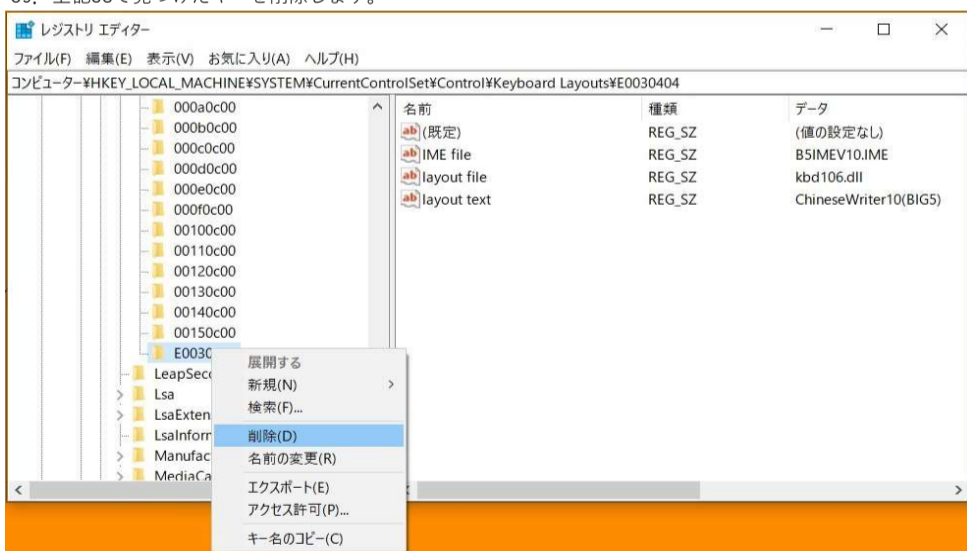 レジストリ エディター
ファイル(F) 編集(E) 表示(V) お気に入り(A) ヘルプ(H)
コンピューター¥HKEY_LOCAL_MACHINE¥SYSTEM¥CurrentControlSet¥Control¥Keyboard Layouts¥E0030404
000a0c00
000b0c00
000c0c00
000d0c00
000e0c00
000f0c00
00100c00
00110c00
00120c00
00130c00
00140c00
00150c00
E0030
LeapSec
Lsa
LsaExten
LsaInforr
Manufac
MediaCa
名前 種類 データ
(既定) REG_SZ (値の設定なし)
IME file REG_SZ B5IMEV10.IME
layout file REG_SZ kbd106.dll
layout text REG_SZ ChineseWriter10(BIG5)
展開する
新規(N)
検索(F)...
削除(D)
名前の変更(R)
エクスポート(E)
アクセス許可(P)...
キー名のコピー(C)